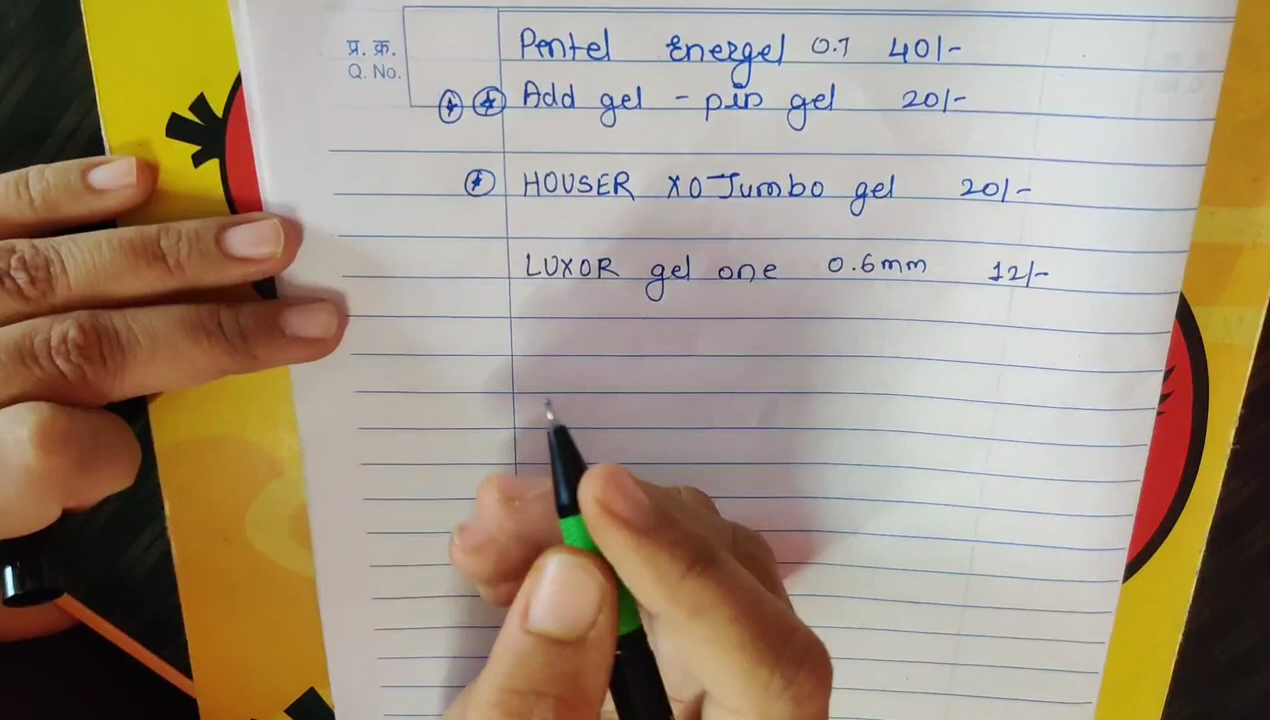 प्र. क्र.
Q. No.
Pentel Energel 0.7 40/-
Add gel - pin gel 20/-
HOUSER XO Jumbo gel 20/-
LUXOR gel one 0.6mm 12/-